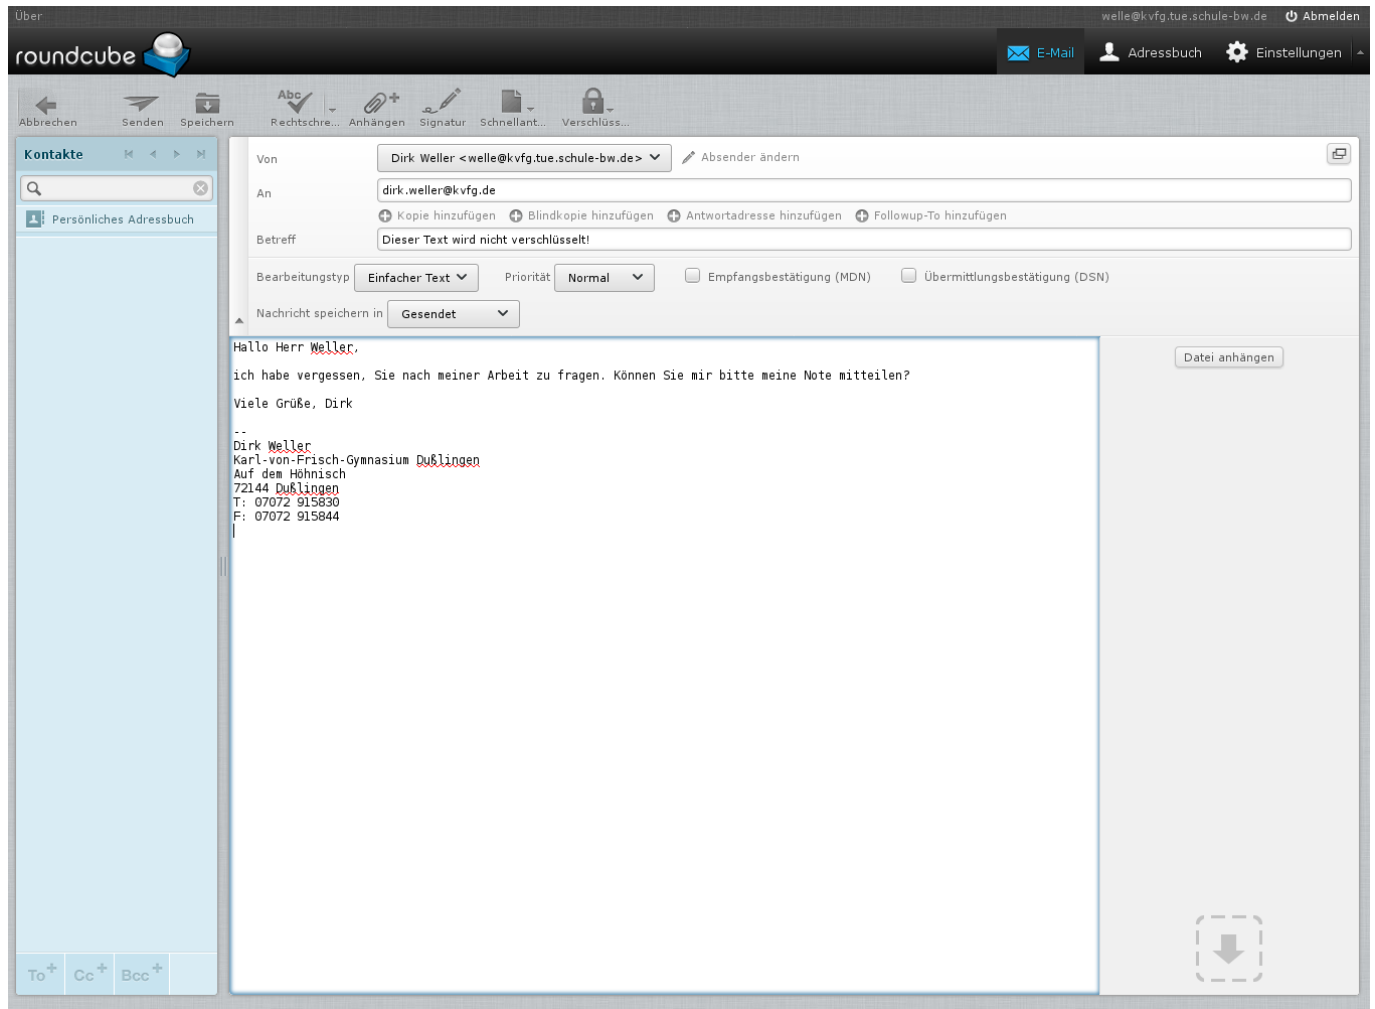 Über
welle@kvfg.tue.schule-bw.de Abmelden
roundcube
E-Mail Adressbuch Einstellungen
Abbrechen Senden Speichern Rechtschre... Anhängen Signatur Schnellant... Verschlüss...
Abc
Kontakte
Persönliches Adressbuch
Von Dirk Weller <welle@kvfg.tue.schule-bw.de> Absender ändern
An dirk.weller@kvfg.de
Kopie hinzufügen Blindkopie hinzufügen Antwortadresse hinzufügen Followup-To hinzufügen
Betreff Dieser Text wird nicht verschlüsselt!
Bearbeitungstyp Einfacher Text Priorität Normal Empfangsbestätigung (MDN) Übermittlungsbestätigung (DSN)
Nachricht speichern in Gesendet
Hallo Herr Weller,
ich habe vergessen, Sie nach meiner Arbeit zu fragen. Können Sie mir bitte meine Note mitteilen?
Viele Grüße, Dirk
--
Dirk Weller
Karl-von-Frisch-Gymnasium Dußlingen
Auf dem Höhnisch
72144 Dußlingen
T: 07072 915830
F: 07072 915844
Datei anhängen
To+ Cc+ Bcc+